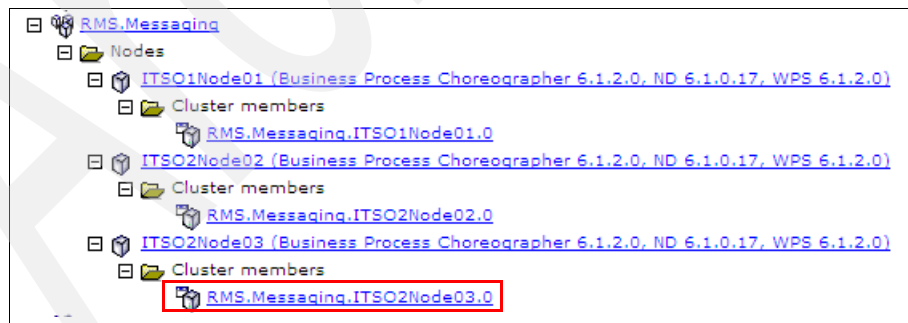 RMS.Messaging
Nodes
ITSO1Node01 (Business Process Choreographer 6.1.2.0, ND 6.1.0.17, WPS 6.1.2.0)
Cluster members
RMS.Messaging.ITSO1Node01.0
ITSO2Node02 (Business Process Choreographer 6.1.2.0, ND 6.1.0.17, WPS 6.1.2.0)
Cluster members
RMS.Messaging.ITSO2Node02.0
ITSO2Node03 (Business Process Choreographer 6.1.2.0, ND 6.1.0.17, WPS 6.1.2.0)
Cluster members
RMS.Messaging.ITSO2Node03.0